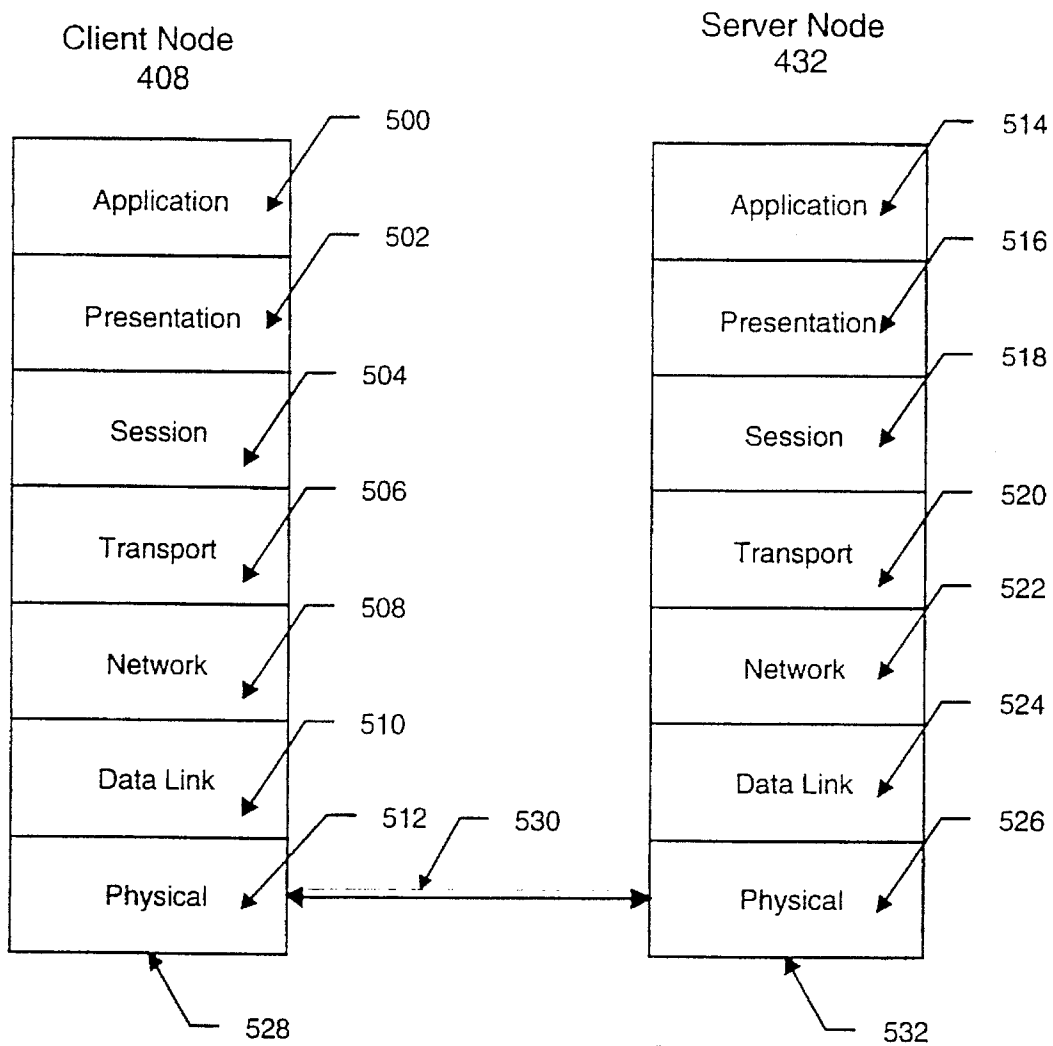 Client Node
408
Server Node
432
500
514
Application
Application
502
516
Presentation
Presentation
504
518
Session
Session
506
520
Transport
Transport
508
522
Network
Network
510
524
Data Link
Data Link
512
530
526
Physical
Physical
528
532